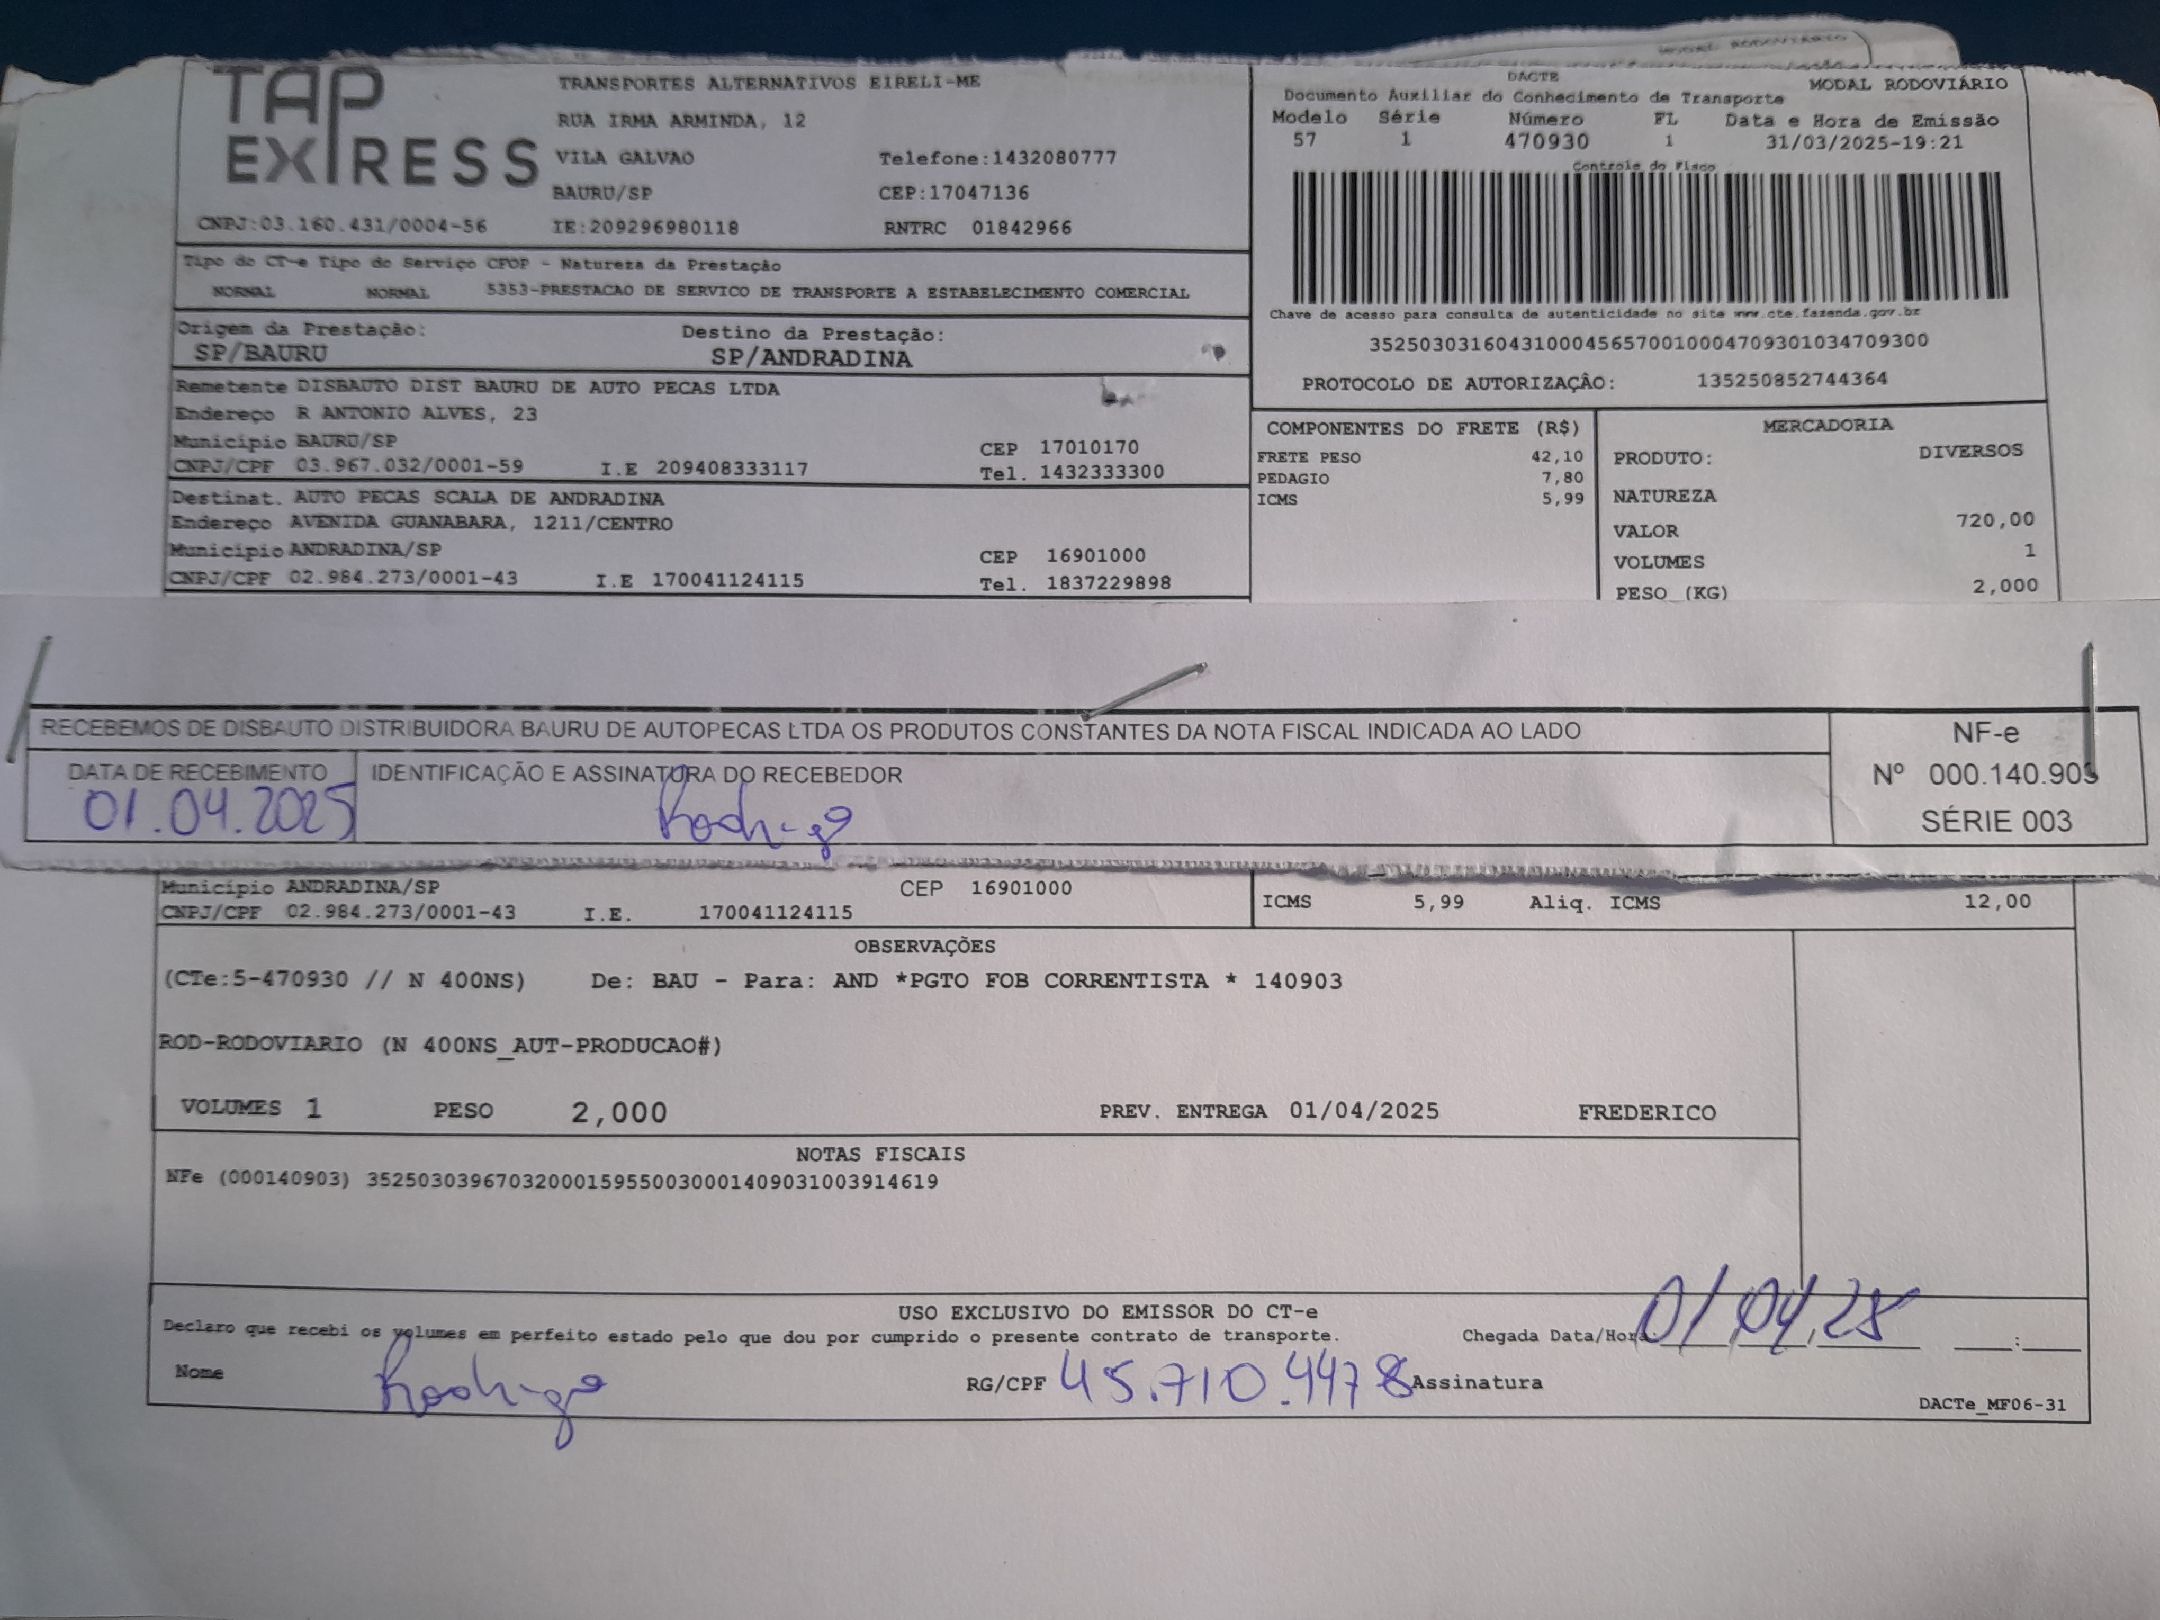 TAP EXPRESS
TRANSPORTES ALTERNATIVOS EIRELI-ME
RUA IRMA ARMINDA, 12
VILA GALVAO Telefone:1432080777
BAURU/SP CEP:17047136
CNPJ:03.160.431/0004-56 IE:209296980118 RNTRC 01842966
DACTE MODAL RODOVIÁRIO
Documento Auxiliar do Conhecimento de Transporte
Modelo Série Número FL Data e Hora de Emissão
57 1 470930 1 31/03/2025-19:21
Controle do Fisco
Chave de acesso para consulta de autenticidade no site www.cte.fazenda.gov.br
35250303160431000456570010004709301034709300
PROTOCOLO DE AUTORIZAÇÃO: 135250852744364
Tipo do CT-e Tipo do Serviço CFOP - Natureza da Prestação
NORMAL NORMAL 5353-PRESTACAO DE SERVICO DE TRANSPORTE A ESTABELECIMENTO COMERCIAL
Origem da Prestação: Destino da Prestação:
SP/BAURU SP/ANDRADINA
Remetente DISBAUTO DIST BAURU DE AUTO PECAS LTDA
Endereço R ANTONIO ALVES, 23
Município BAURU/SP CEP 17010170
CNPJ/CPF 03.967.032/0001-59 I.E 209408333117 Tel. 1432333300
Destinat. AUTO PECAS SCALA DE ANDRADINA
Endereço AVENIDA GUANABARA, 1211/CENTRO
Município ANDRADINA/SP CEP 16901000
CNPJ/CPF 02.984.273/0001-43 I.E 170041124115 Tel. 1837229898
COMPONENTES DO FRETE (R$)
FRETE PESO 42,10
PEDAGIO 7,80
ICMS 5,99
MERCADORIA
PRODUTO: DIVERSOS
NATUREZA
VALOR 720,00
VOLUMES 1
PESO (KG) 2,000
RECEBEMOS DE DISBAUTO DISTRIBUIDORA BAURU DE AUTOPECAS LTDA OS PRODUTOS CONSTANTES DA NOTA FISCAL INDICADA AO LADO
DATA DE RECEBIMENTO IDENTIFICAÇÃO E ASSINATURA DO RECEBEDOR
01.04.2025 Rodrigo
NF-e
Nº 000.140.903
SÉRIE 003
Município ANDRADINA/SP CEP 16901000
CNPJ/CPF 02.984.273/0001-43 I.E. 170041124115
ICMS 5,99 Aliq. ICMS 12,00
OBSERVAÇÕES
(CTe:5-470930 // N 400NS) De: BAU - Para: AND *PGTO FOB CORRENTISTA * 140903
ROD-RODOVIARIO (N 400NS_AUT-PRODUCAO#)
VOLUMES 1 PESO 2,000 PREV. ENTREGA 01/04/2025 FREDERICO
NOTAS FISCAIS
NFe (000140903) 35250303967032000159550030001409031003914619
USO EXCLUSIVO DO EMISSOR DO CT-e
Declaro que recebi os volumes em perfeito estado pelo que dou por cumprido o presente contrato de transporte. Chegada Data/Hora 01/04/25 :
Nome Rodrigo RG/CPF 45.710.447 8 Assinatura
DACTe_MF06-31